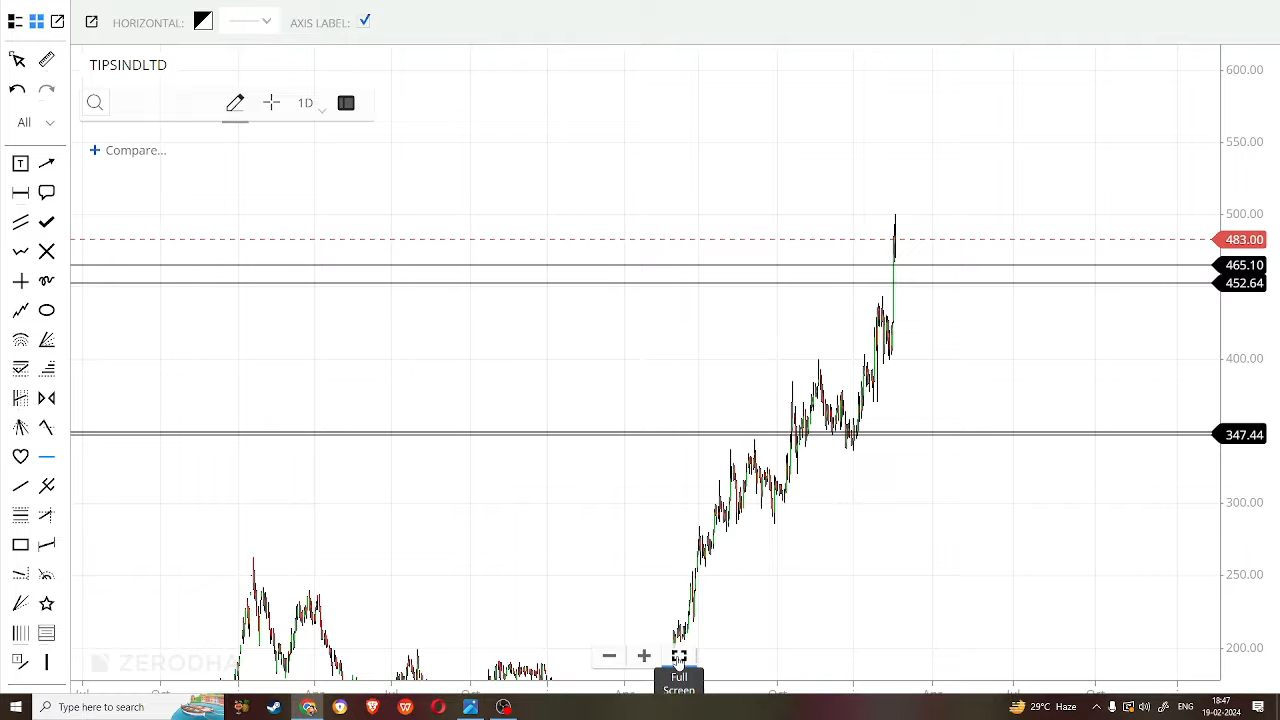 HORIZONTAL:
AXIS LABEL:
TIPSINDLTD
1D
+ Compare...
All
T
600.00
550.00
500.00
483.00
465.10
452.64
400.00
347.44
300.00
250.00
200.00
ZERODHA
Full
Screen
Oct
Apr
Type here to search
29°C Haze
ENG
18:47
19-02-2024